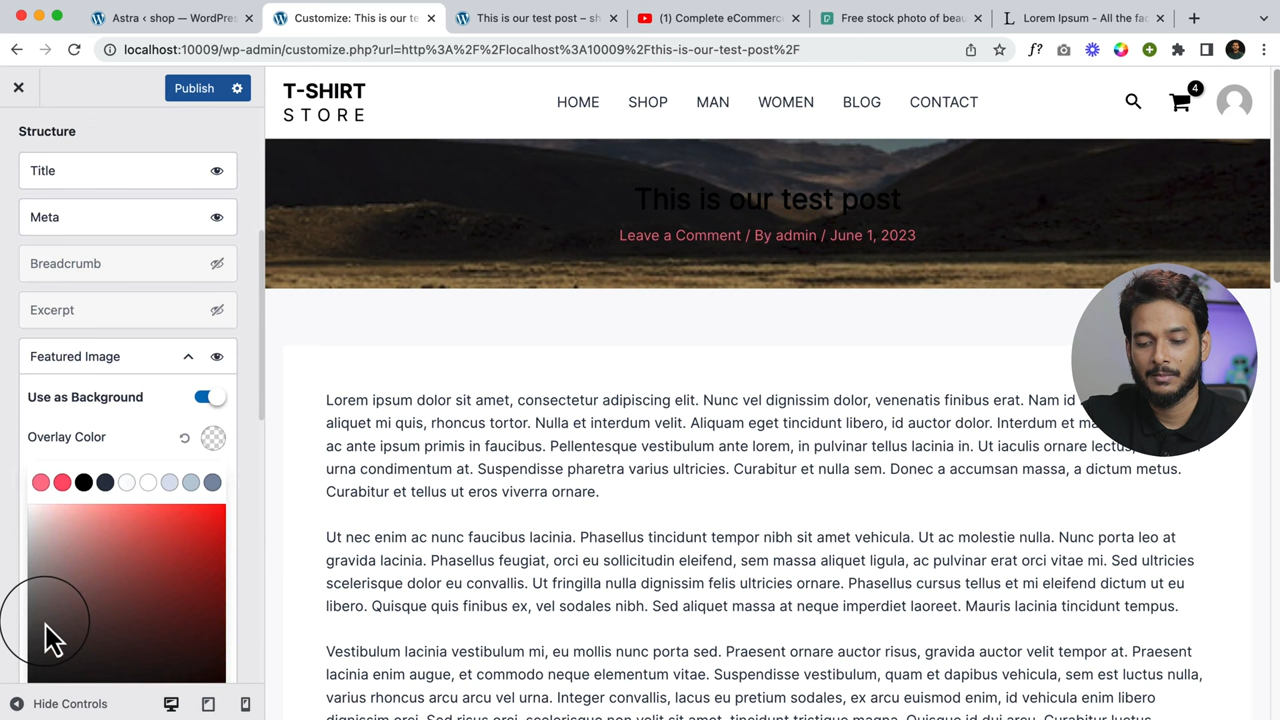 Astra ‹ shop — WordPres
Customize: This is our te
This is our test post – sh
(1) Complete eCommerc
Free stock photo of beau
Lorem Ipsum - All the fac
localhost:10009/wp-admin/customize.php?url=http%3A%2F%2Flocalhost%3A10009%2Fthis-is-our-test-post%2F
f?
Publish
T-SHIRT
STORE
HOME SHOP MAN WOMEN BLOG CONTACT
4
Structure
Title
Meta
Breadcrumb
Excerpt
Featured Image
Use as Background
Overlay Color
Hide Controls
This is our test post
Leave a Comment / By admin / June 1, 2023
Lorem ipsum dolor sit amet, consectetur adipiscing elit. Nunc vel dignissim dolor, venenatis finibus erat. Nam id
aliquet mi quis, rhoncus tortor. Nulla et interdum velit. Aliquam eget tincidunt libero, id auctor dolor. Interdum et ma
ac ante ipsum primis in faucibus. Pellentesque vestibulum ante lorem, in pulvinar tellus lacinia in. Ut iaculis ornare lectus,
urna condimentum at. Suspendisse pharetra varius ultricies. Curabitur et nulla sem. Donec a accumsan massa, a dictum metus.
Curabitur et tellus ut eros viverra ornare.
Ut nec enim ac nunc faucibus lacinia. Phasellus tincidunt tempor nibh sit amet vehicula. Ut ac molestie nulla. Nunc porta leo at
gravida lacinia. Phasellus feugiat, orci eu sollicitudin eleifend, sem massa aliquet ligula, ac pulvinar erat orci vitae mi. Sed ultricies
scelerisque dolor eu convallis. Ut fringilla nulla dignissim felis ultricies ornare. Phasellus cursus tellus et mi eleifend dictum ut eu
libero. Quisque quis finibus ex, vel sodales nibh. Sed aliquet massa at neque imperdiet laoreet. Mauris lacinia tincidunt tempus.
Vestibulum lacinia vestibulum mi, eu mollis nunc porta sed. Praesent ornare auctor risus, gravida auctor velit tempor at. Praesent
lacinia enim augue, et commodo neque elementum vitae. Suspendisse vestibulum, quam et dapibus viverra, sem est luctus nulla,
varius rhoncus arcu arcu vel urna. Integer convallis, lacus eu pretium sodales, ex arcu euismod enim, id vehicula enim libero